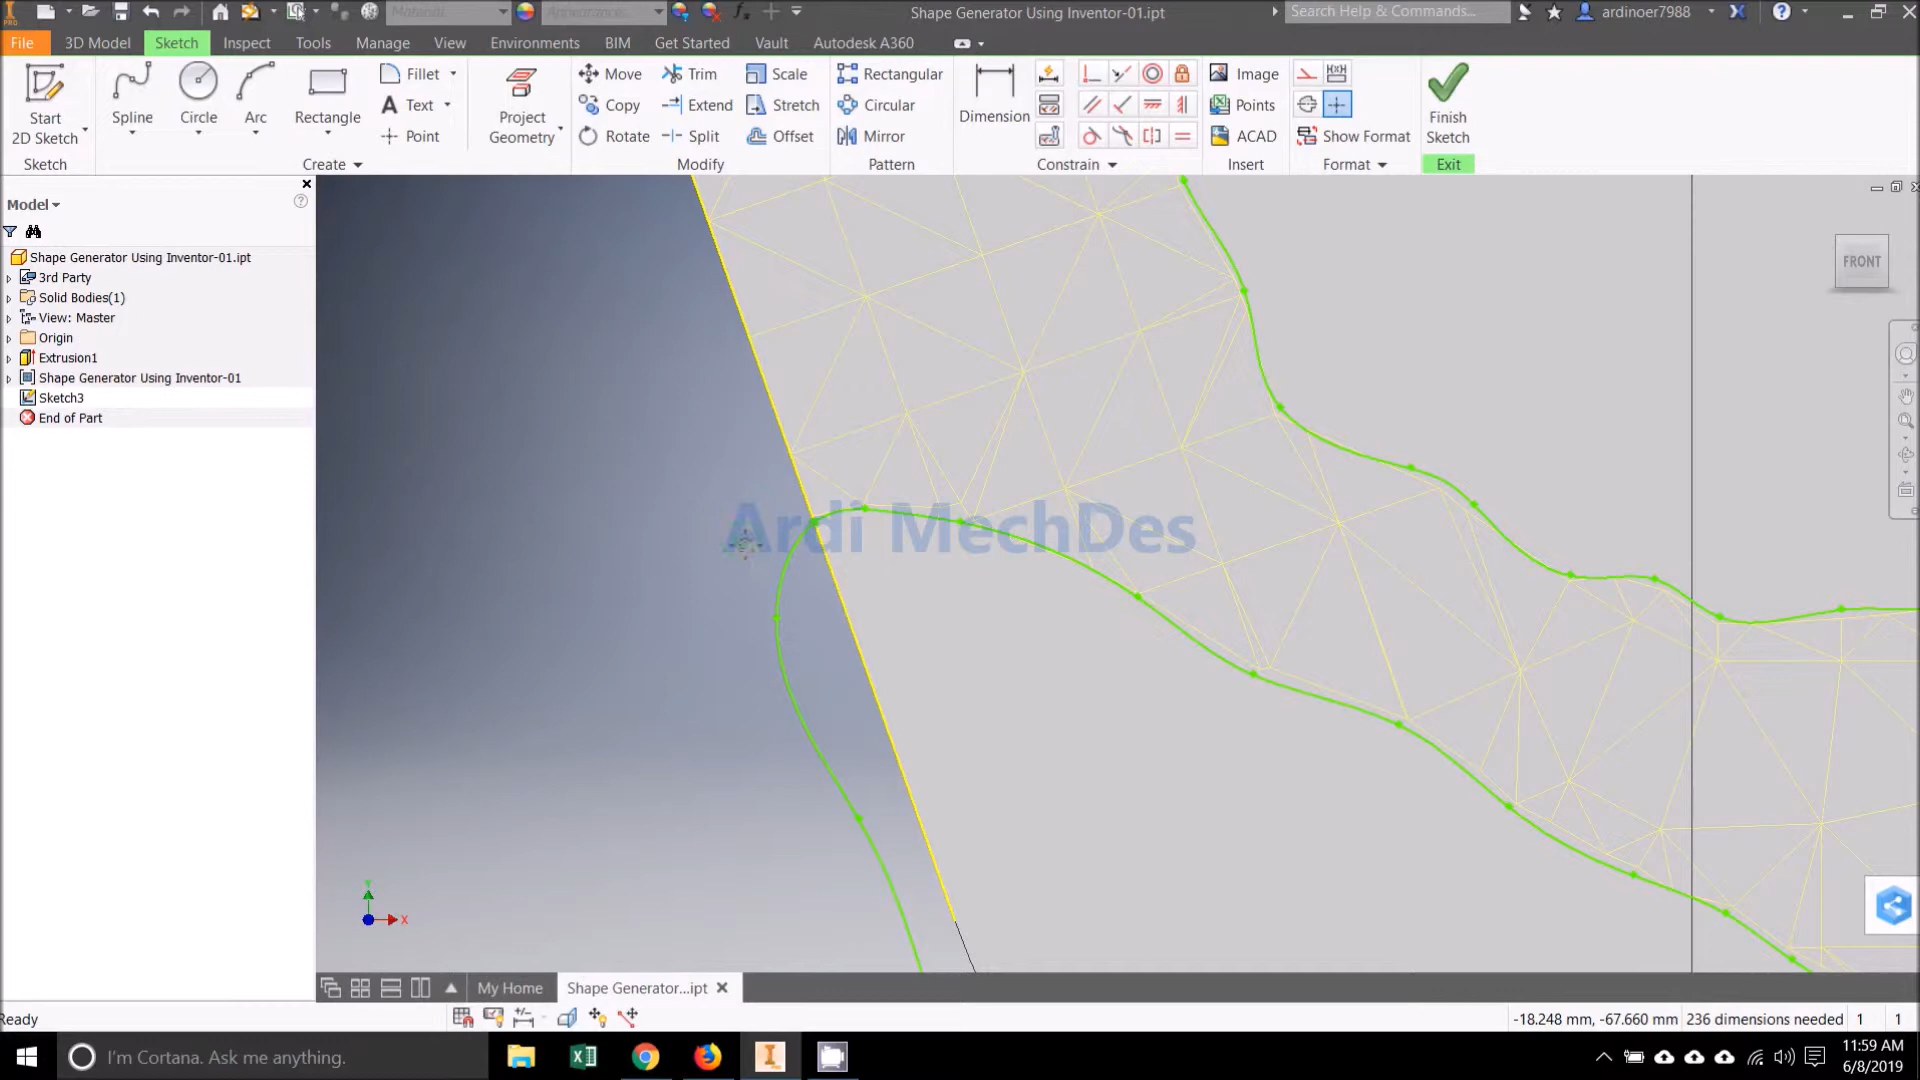 PRO
Material
Appearance
Shape Generator Using Inventor-01.ipt
Search Help & Commands...
ardinoer7988
File
3D Model
Sketch
Inspect
Tools
Manage
View
Environments
BIM
Get Started
Vault
Autodesk A360
Start
2D Sketch
Spline
Circle
Arc
Rectangle
Fillet
Text
Point
Project
Geometry
Move
Copy
Rotate
Trim
Extend
Split
Scale
Stretch
Offset
Rectangular
Circular
Mirror
Dimension
Image
Points
ACAD
Show Format
Finish
Sketch
Sketch
Create
Modify
Pattern
Constrain
Insert
Format
Exit
Model
Shape Generator Using Inventor-01.ipt
3rd Party
Solid Bodies(1)
View: Master
Origin
Extrusion1
Shape Generator Using Inventor-01
Sketch3
End of Part
FRONT
Ardi MechDes
Y
X
My Home
Shape Generator...ipt
Ready
-18.248 mm, -67.660 mm
236 dimensions needed
1
1
I'm Cortana. Ask me anything.
11:59 AM
6/8/2019